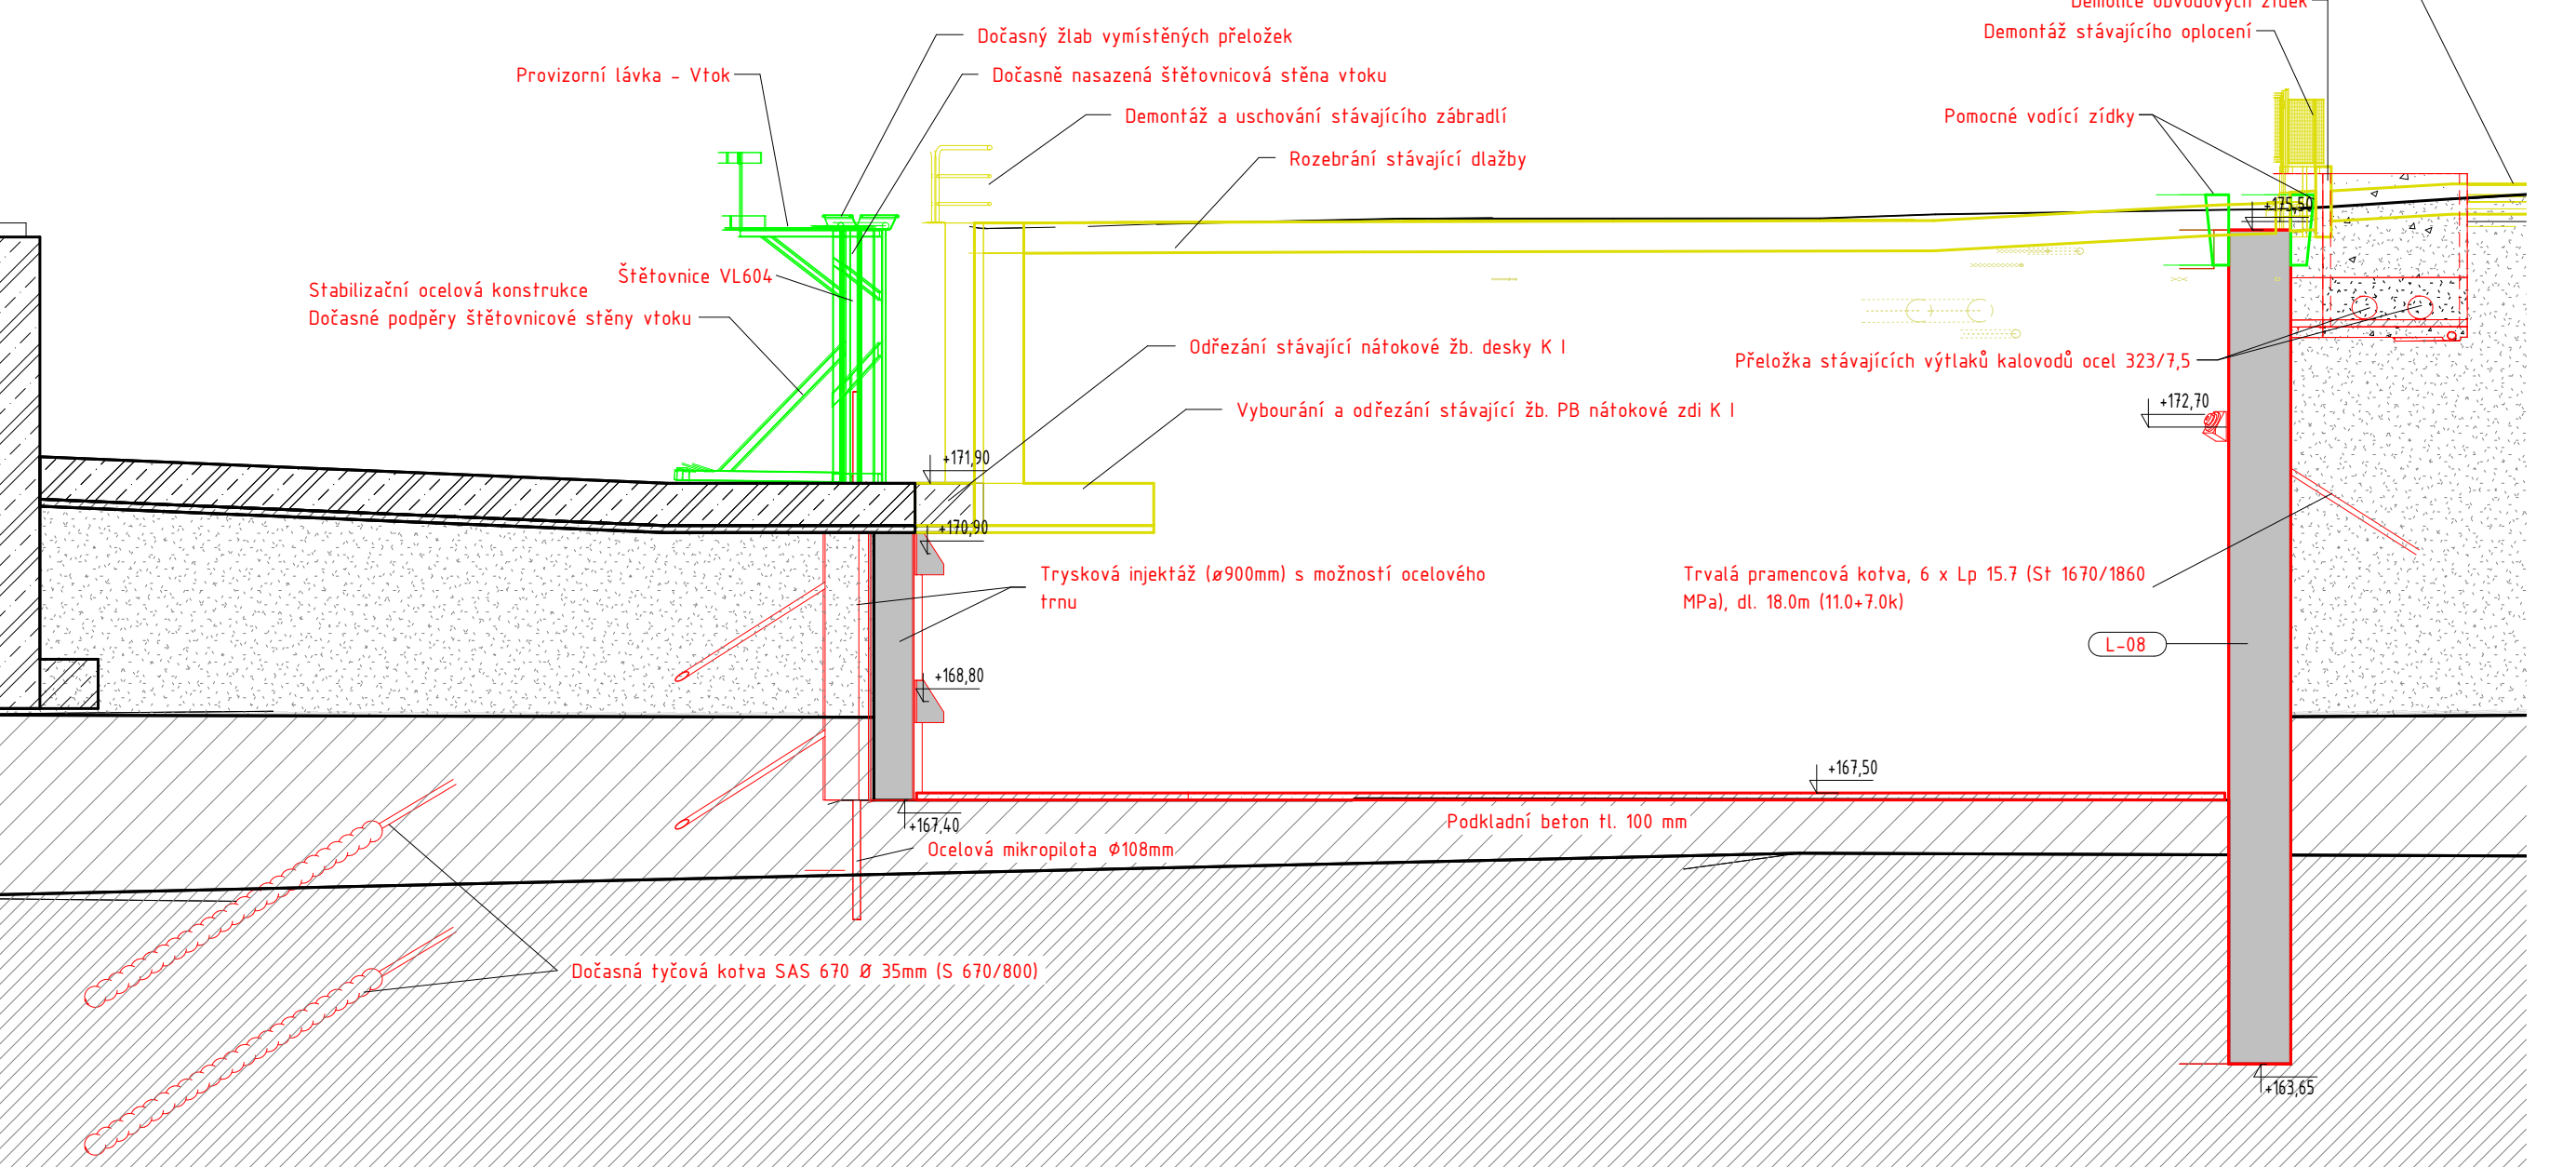 Demolice obvodových zídek
Dočasný žlab vymístěných přeložek
Demontáž stávajícího oplocení
Provizorní lávka - Vtok
Dočasně nasazená štětovnicová stěna vtoku
Demontáž a uschování stávajícího zábradlí
Pomocné vodící zídky
Rozebrání stávající dlažby
+175,50
Štětovnice VL604
Stabilizační ocelová konstrukce
Dočasné podpěry štětovnicové stěny vtoku
Odřezání stávající nátokové žb. desky K I
Přeložka stávajících výtlaků kalovodů ocel 323/7,5
+172,70
Vybourání a odřezání stávající žb. PB nátokové zdi K I
+171,90
+170,90
Trysková injektáž (ø900mm) s možností ocelového
trnu
Trvalá pramencová kotva, 6 x Lp 15.7 (St 1670/1860
MPa), dl. 18.0m (11.0+7.0k)
L-08
+168,80
+167,50
+167,40
Podkladní beton tl. 100 mm
Ocelová mikropilota Ø108mm
Dočasná tyčová kotva SAS 670 Ø 35mm (S 670/800)
+163,65